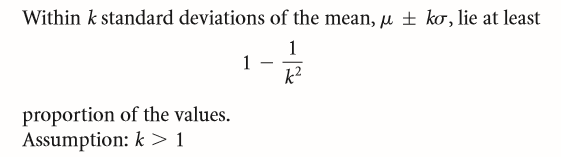 Within k standard deviations of the mean, μ ± kσ, lie at least
1 − 1/k²
proportion of the values.
Assumption: k > 1